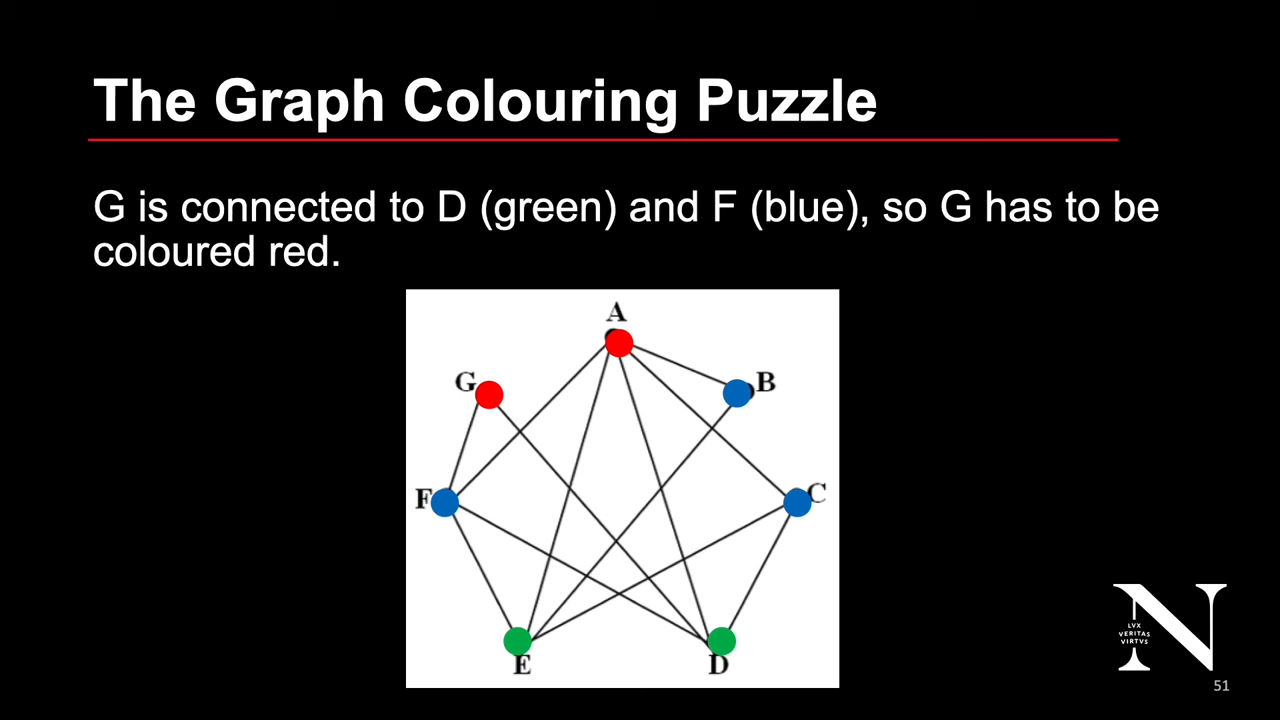 The Graph Colouring Puzzle
G is connected to D (green) and F (blue), so G has to be
coloured red.
A
G
B
F
C
E
D
LVX
VERITAS
VIRTVS
51